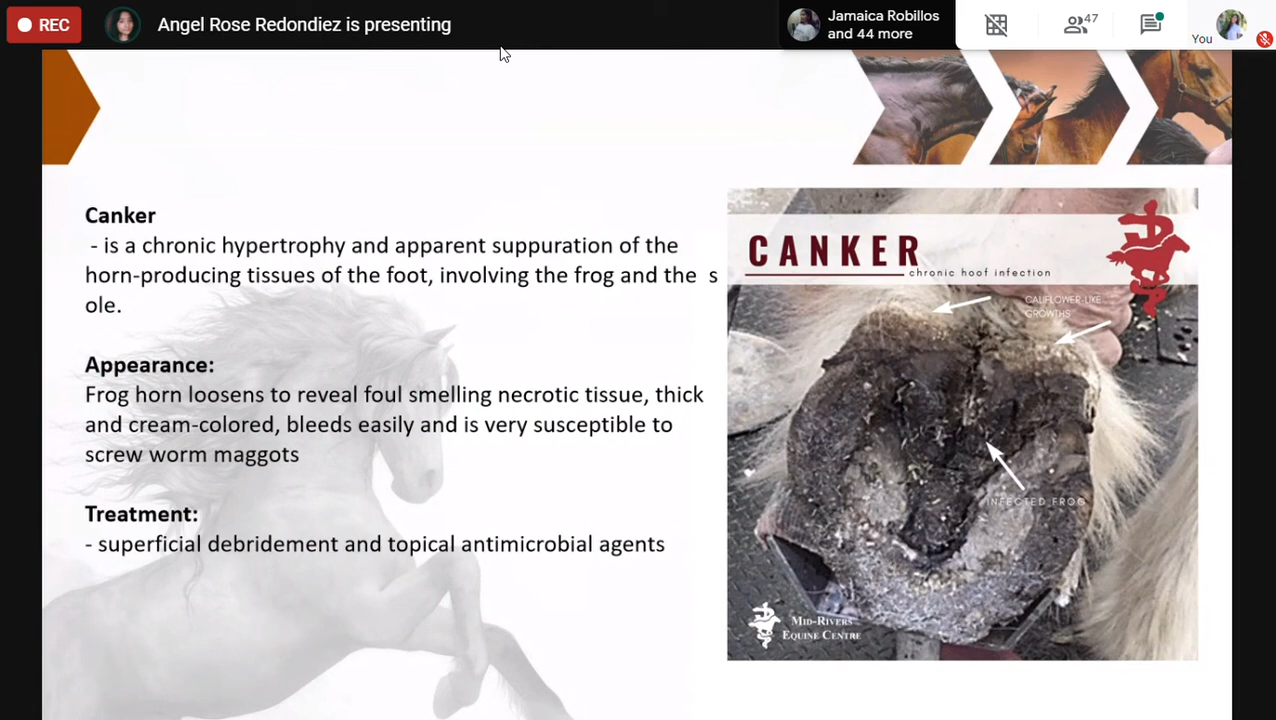 REC
Angel Rose Redondiez is presenting
Jamaica Robillos
and 44 more
47
You
Canker
- is a chronic hypertrophy and apparent suppuration of the
horn-producing tissues of the foot, involving the frog and the s
ole.
Appearance:
Frog horn loosens to reveal foul smelling necrotic tissue, thick
and cream-colored, bleeds easily and is very susceptible to
screw worm maggots
Treatment:
- superficial debridement and topical antimicrobial agents
CANKER
chronic hoof infection
CALIFLOWER-LIKE
GROWTHS
INFECTED FROG
MID-RIVERS
EQUINE CENTRE